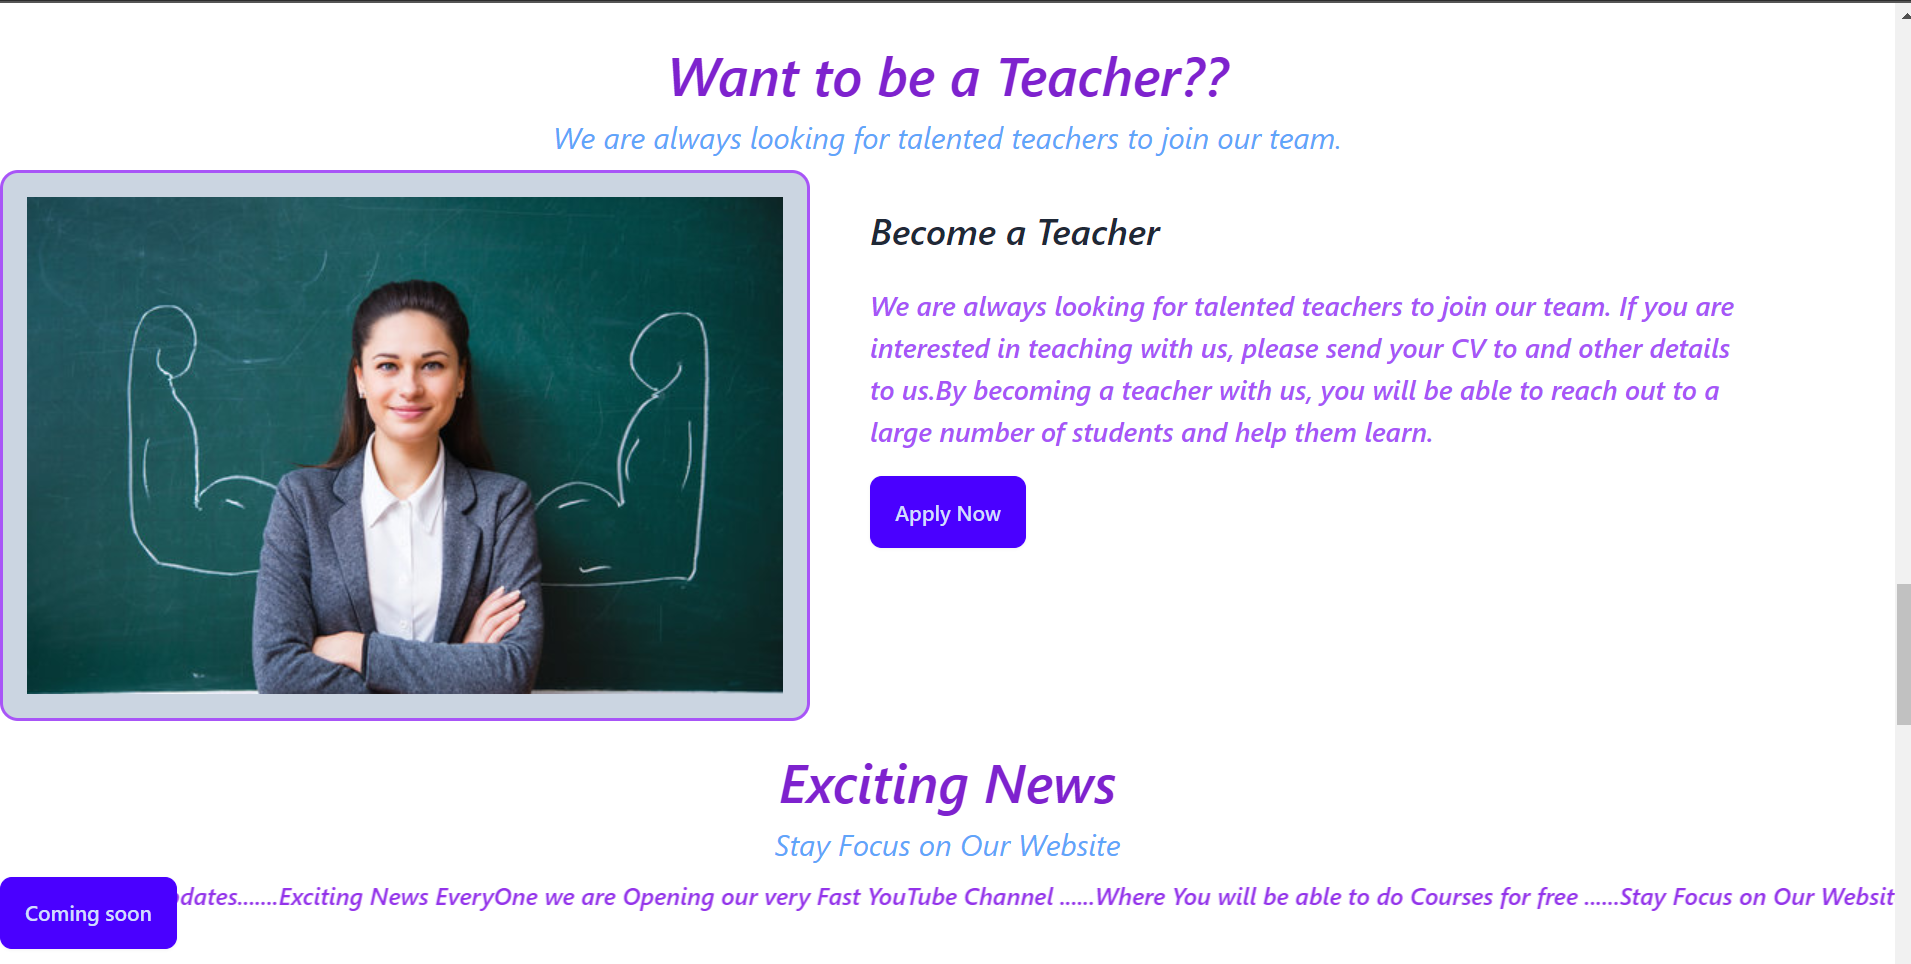 Want to be a Teacher??
We are always looking for talented teachers to join our team.
Become a Teacher
We are always looking for talented teachers to join our team. If you are
interested in teaching with us, please send your CV to and other details
to us.By becoming a teacher with us, you will be able to reach out to a
large number of students and help them learn.
Apply Now
Exciting News
Stay Focus on Our Website
Coming soon
.......Exciting News EveryOne we are Opening our very Fast YouTube Channel ......Where You will be able to do Courses for free ......Stay Focus on Our